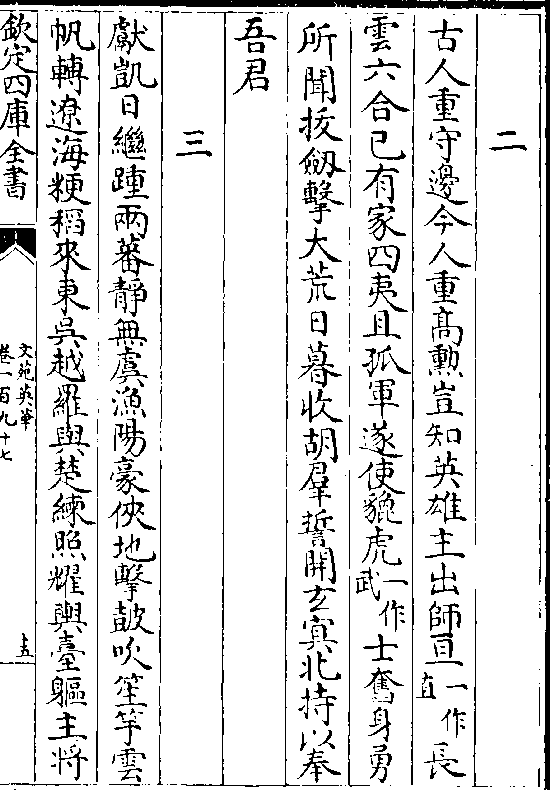 二
古人重守邊今人重髙勲豈知英雄主出師亘一作直長
雲六合已有家四夷且孤軍遂使貔虎一作武士奮身勇
所聞拔劒擊大荒日暮收胡羣誓開𤣥冥北持以奉
吾君
三
獻凱日繼踵兩蕃靜無虞漁陽豪俠地擊鼔吹笙竽雲
帆轉遼海粳稻來東吳越羅與楚練照耀輿臺軀主將
欽定四庫全書
文苑英華
卷一百九十七
十五